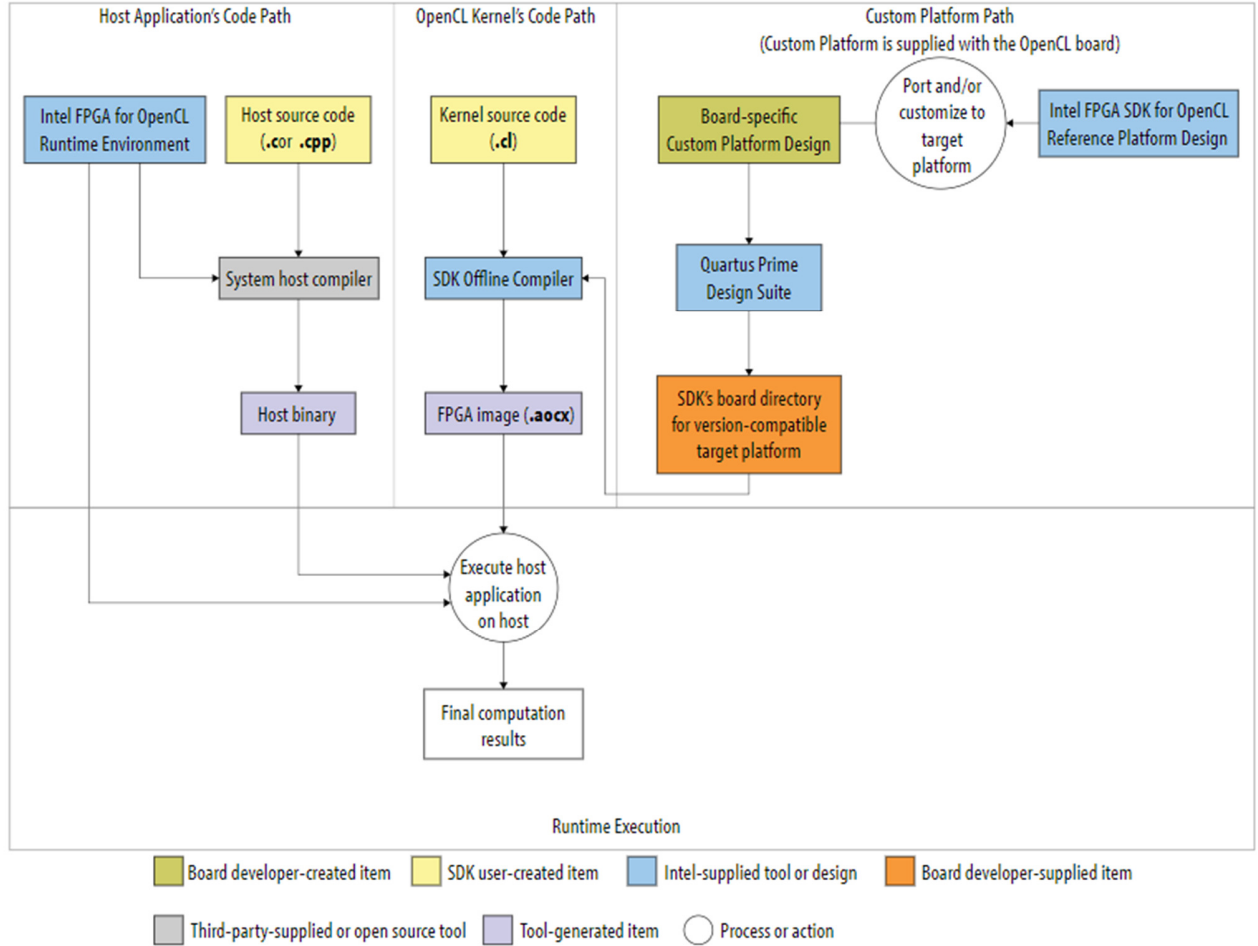 Host Application's Code Path
OpenCL Kernel's Code Path
Custom Platform Path
(Custom Platform is supplied with the OpenCL board)
Intel FPGA for OpenCL
Runtime Environment
Host source code
(.cor .cpp)
Kernel source code
(.cl)
Board-specific
Custom Platform Design
Port and/or
customize to
target
platform
Intel FPGA SDK for OpenCL
Reference Platform Design
System host compiler
SDK Offline Compiler
Quartus Prime
Design Suite
Host binary
FPGA image (.aocx)
SDK's board directory
for version-compatible
target platform
Execute host
application
on host
Final computation
results
Runtime Execution
Board developer-created item
SDK user-created item
Intel-supplied tool or design
Board developer-supplied item
Third-party-supplied or open source tool
Tool-generated item
Process or action